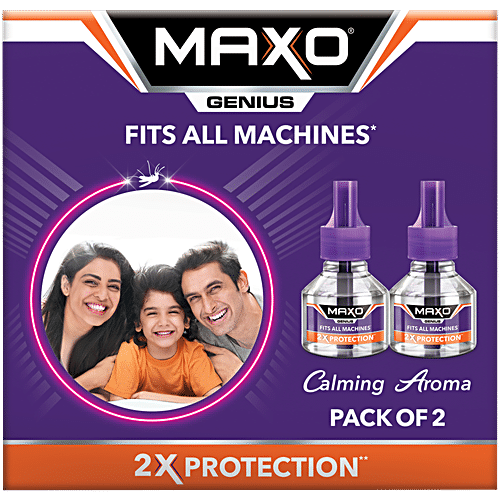 MAXO®
GENIUS
FITS ALL MACHINES*
MAXO
GENIUS
FITS ALL MACHINES*
2X PROTECTION**
MAXO
GENIUS
FITS ALL MACHINES*
2X PROTECTION**
Calming Aroma
PACK OF 2
2X PROTECTION**